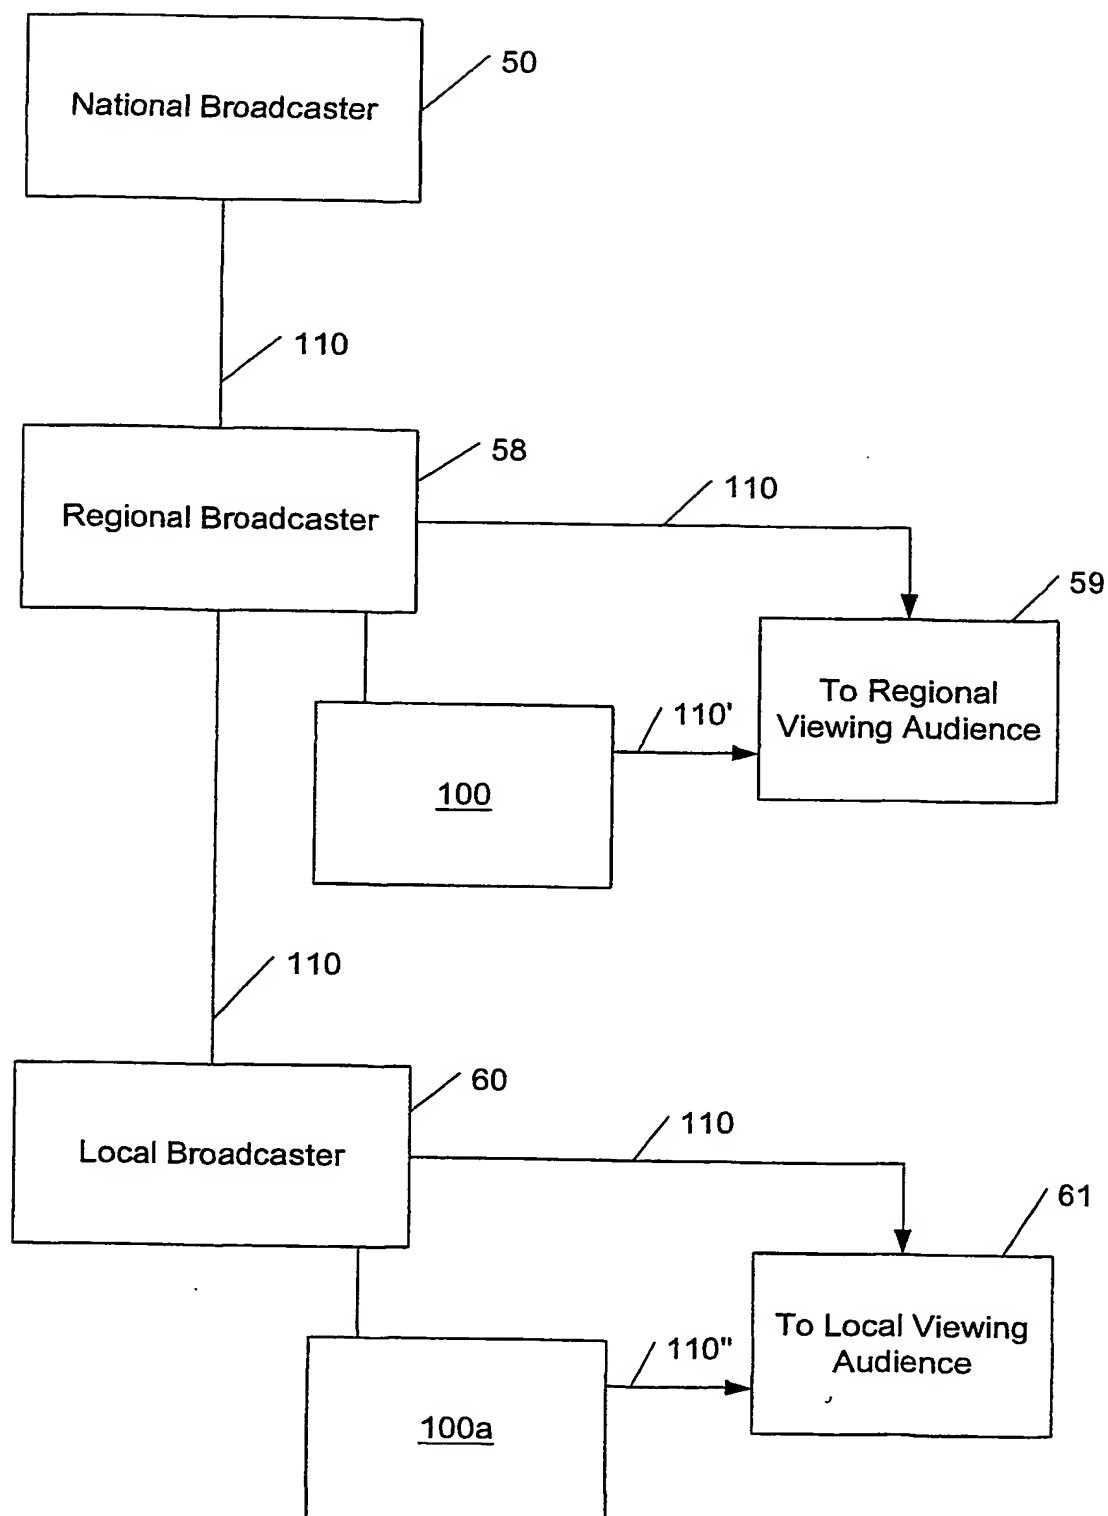 50
National Broadcaster
110
58
Regional Broadcaster
110
59
To Regional
Viewing Audience
110'
100
110
60
Local Broadcaster
110
61
To Local Viewing
Audience
110"
100a